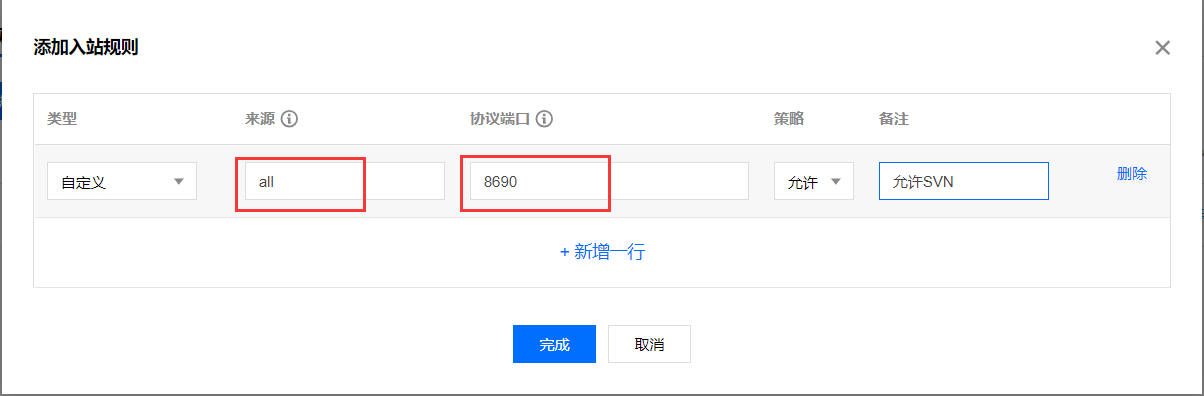 添加入站规则
类型 来源 协议端口 策略 备注
自定义 all 8690 允许 允许SVN 删除
+ 新增一行
完成 取消